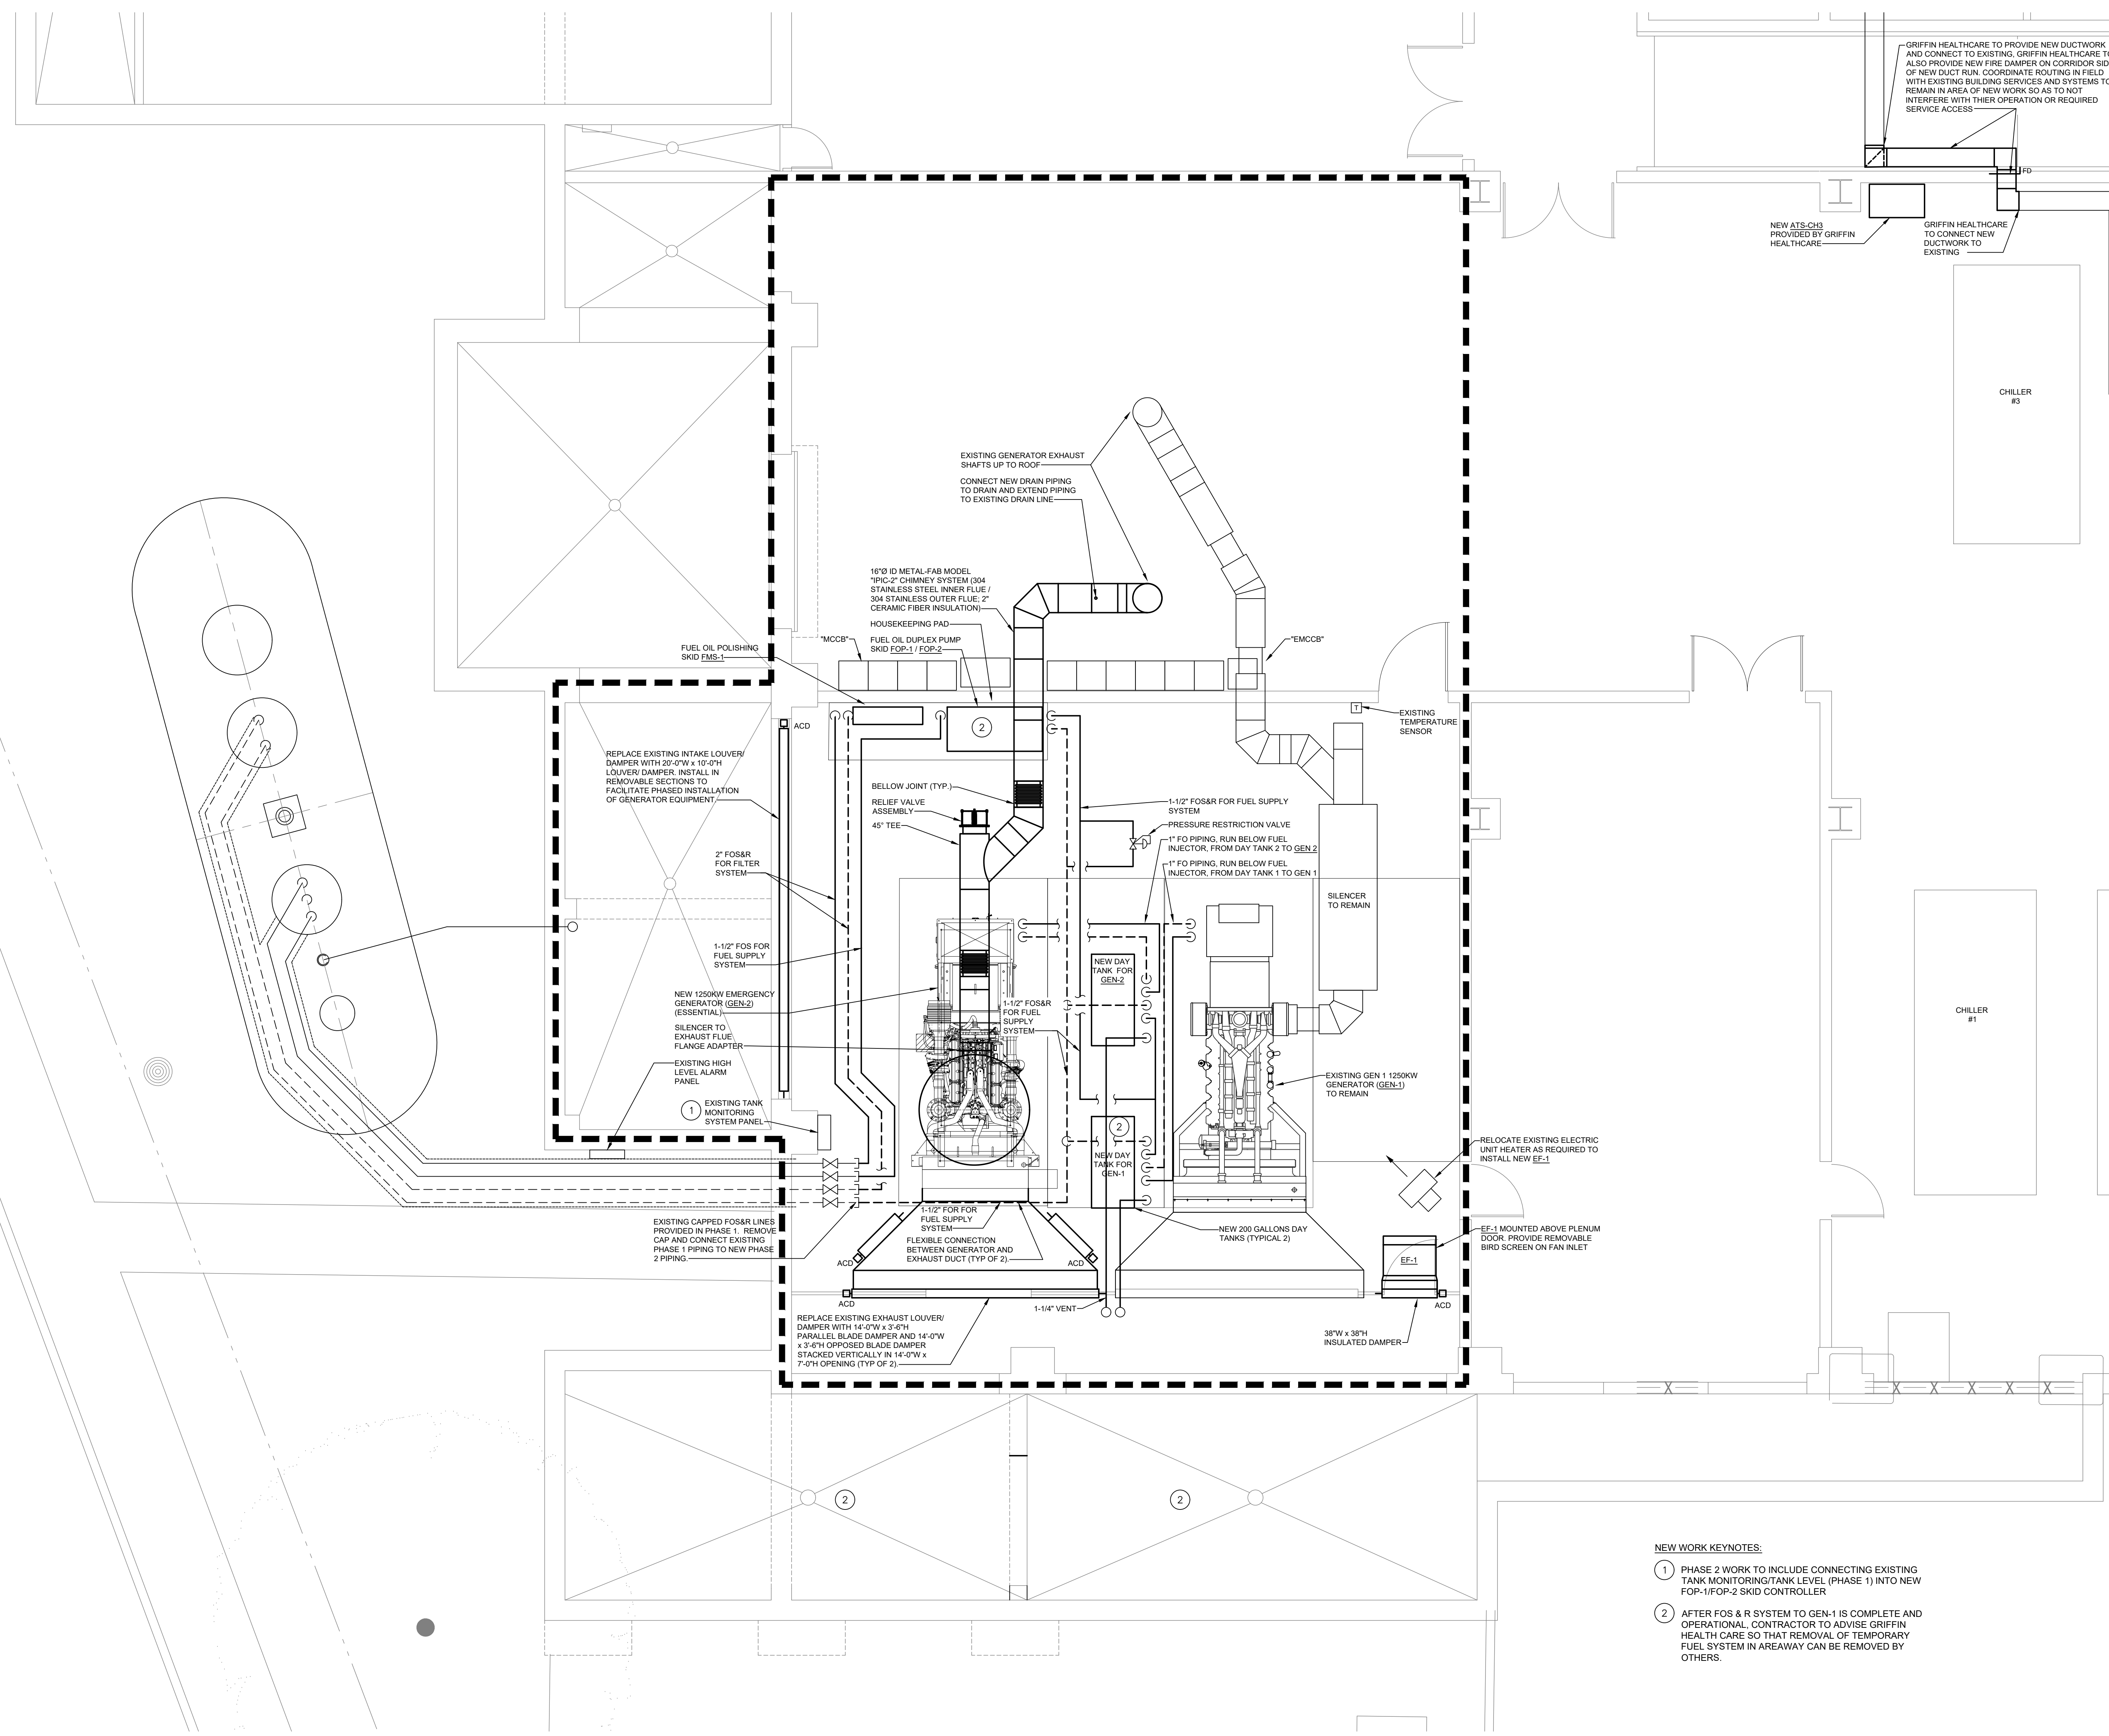 GRIFFIN HEALTHCARE TO PROVIDE NEW DUCTWORK
AND CONNECT TO EXISTING, GRIFFIN HEALTHCARE TO
ALSO PROVIDE NEW FIRE DAMPER ON CORRIDOR SID
OF NEW DUCT RUN. COORDINATE ROUTING IN FIELD
WITH EXISTING BUILDING SERVICES AND SYSTEMS TO
REMAIN IN AREA OF NEW WORK SO AS TO NOT
INTERFERE WITH THIER OPERATION OR REQUIRED
SERVICE ACCESS
FD
NEW ATS-CH3
PROVIDED BY GRIFFIN
HEALTHCARE
GRIFFIN HEALTHCARE
TO CONNECT NEW
DUCTWORK TO
EXISTING
CHILLER
#3
EXISTING GENERATOR EXHAUST
SHAFTS UP TO ROOF
CONNECT NEW DRAIN PIPING
TO DRAIN AND EXTEND PIPING
TO EXISTING DRAIN LINE
16"Ø ID METAL-FAB MODEL
"IPIC-2" CHIMNEY SYSTEM (304
STAINLESS STEEL INNER FLUE /
304 STAINLESS OUTER FLUE; 2"
CERAMIC FIBER INSULATION)
HOUSEKEEPING PAD
"MCCB"
FUEL OIL DUPLEX PUMP
SKID FOP-1 / FOP-2
"EMCCB"
FUEL OIL POLISHING
SKID FMS-1
T
EXISTING
TEMPERATURE
SENSOR
ACD
2
REPLACE EXISTING INTAKE LOUVER/
DAMPER WITH 20'-0"W x 10'-0"H
LOUVER/ DAMPER. INSTALL IN
REMOVABLE SECTIONS TO
FACILITATE PHASED INSTALLATION
OF GENERATOR EQUIPMENT.
BELLOW JOINT (TYP.)
RELIEF VALVE
ASSEMBLY
45° TEE
1-1/2" FOS&R FOR FUEL SUPPLY
SYSTEM
PRESSURE RESTRICTION VALVE
1" FO PIPING, RUN BELOW FUEL
INJECTOR, FROM DAY TANK 2 TO GEN 2
1" FO PIPING, RUN BELOW FUEL
INJECTOR, FROM DAY TANK 1 TO GEN 1
2" FOS&R
FOR FILTER
SYSTEM
SILENCER
TO REMAIN
1-1/2" FOS FOR
FUEL SUPPLY
SYSTEM
NEW DAY
TANK FOR
GEN-2
NEW 1250KW EMERGENCY
GENERATOR (GEN-2)
(ESSENTIAL)
1-1/2" FOS&R
FOR FUEL
SUPPLY
SYSTEM
CHILLER
#1
SILENCER TO
EXHAUST FLUE
FLANGE ADAPTER
EXISTING HIGH
LEVEL ALARM
PANEL
EXISTING GEN 1 1250KW
GENERATOR (GEN-1)
TO REMAIN
1
EXISTING TANK
MONITORING
SYSTEM PANEL
2
NEW DAY
TANK FOR
GEN-1
RELOCATE EXISTING ELECTRIC
UNIT HEATER AS REQUIRED TO
INSTALL NEW EF-1
EXISTING CAPPED FOS&R LINES
PROVIDED IN PHASE 1. REMOVE
CAP AND CONNECT EXISTING
PHASE 1 PIPING TO NEW PHASE
2 PIPING.
1-1/2" FOR FOR
FUEL SUPPLY
SYSTEM
FLEXIBLE CONNECTION
BETWEEN GENERATOR AND
EXHAUST DUCT (TYP OF 2).
NEW 200 GALLONS DAY
TANKS (TYPICAL 2)
EF-1 MOUNTED ABOVE PLENUM
DOOR. PROVIDE REMOVABLE
BIRD SCREEN ON FAN INLET
ACD
ACD
EF-1
ACD
1-1/4" VENT
ACD
REPLACE EXISTING EXHAUST LOUVER/
DAMPER WITH 14'-0"W x 3'-6"H
PARALLEL BLADE DAMPER AND 14'-0"W
x 3'-6"H OPPOSED BLADE DAMPER
STACKED VERTICALLY IN 14'-0"W x
7'-0"H OPENING (TYP OF 2).
38"W x 38"H
INSULATED DAMPER
2
2
NEW WORK KEYNOTES:
1 PHASE 2 WORK TO INCLUDE CONNECTING EXISTING
TANK MONITORING/TANK LEVEL (PHASE 1) INTO NEW
FOP-1/FOP-2 SKID CONTROLLER
2 AFTER FOS & R SYSTEM TO GEN-1 IS COMPLETE AND
OPERATIONAL, CONTRACTOR TO ADVISE GRIFFIN
HEALTH CARE SO THAT REMOVAL OF TEMPORARY
FUEL SYSTEM IN AREAWAY CAN BE REMOVED BY
OTHERS.